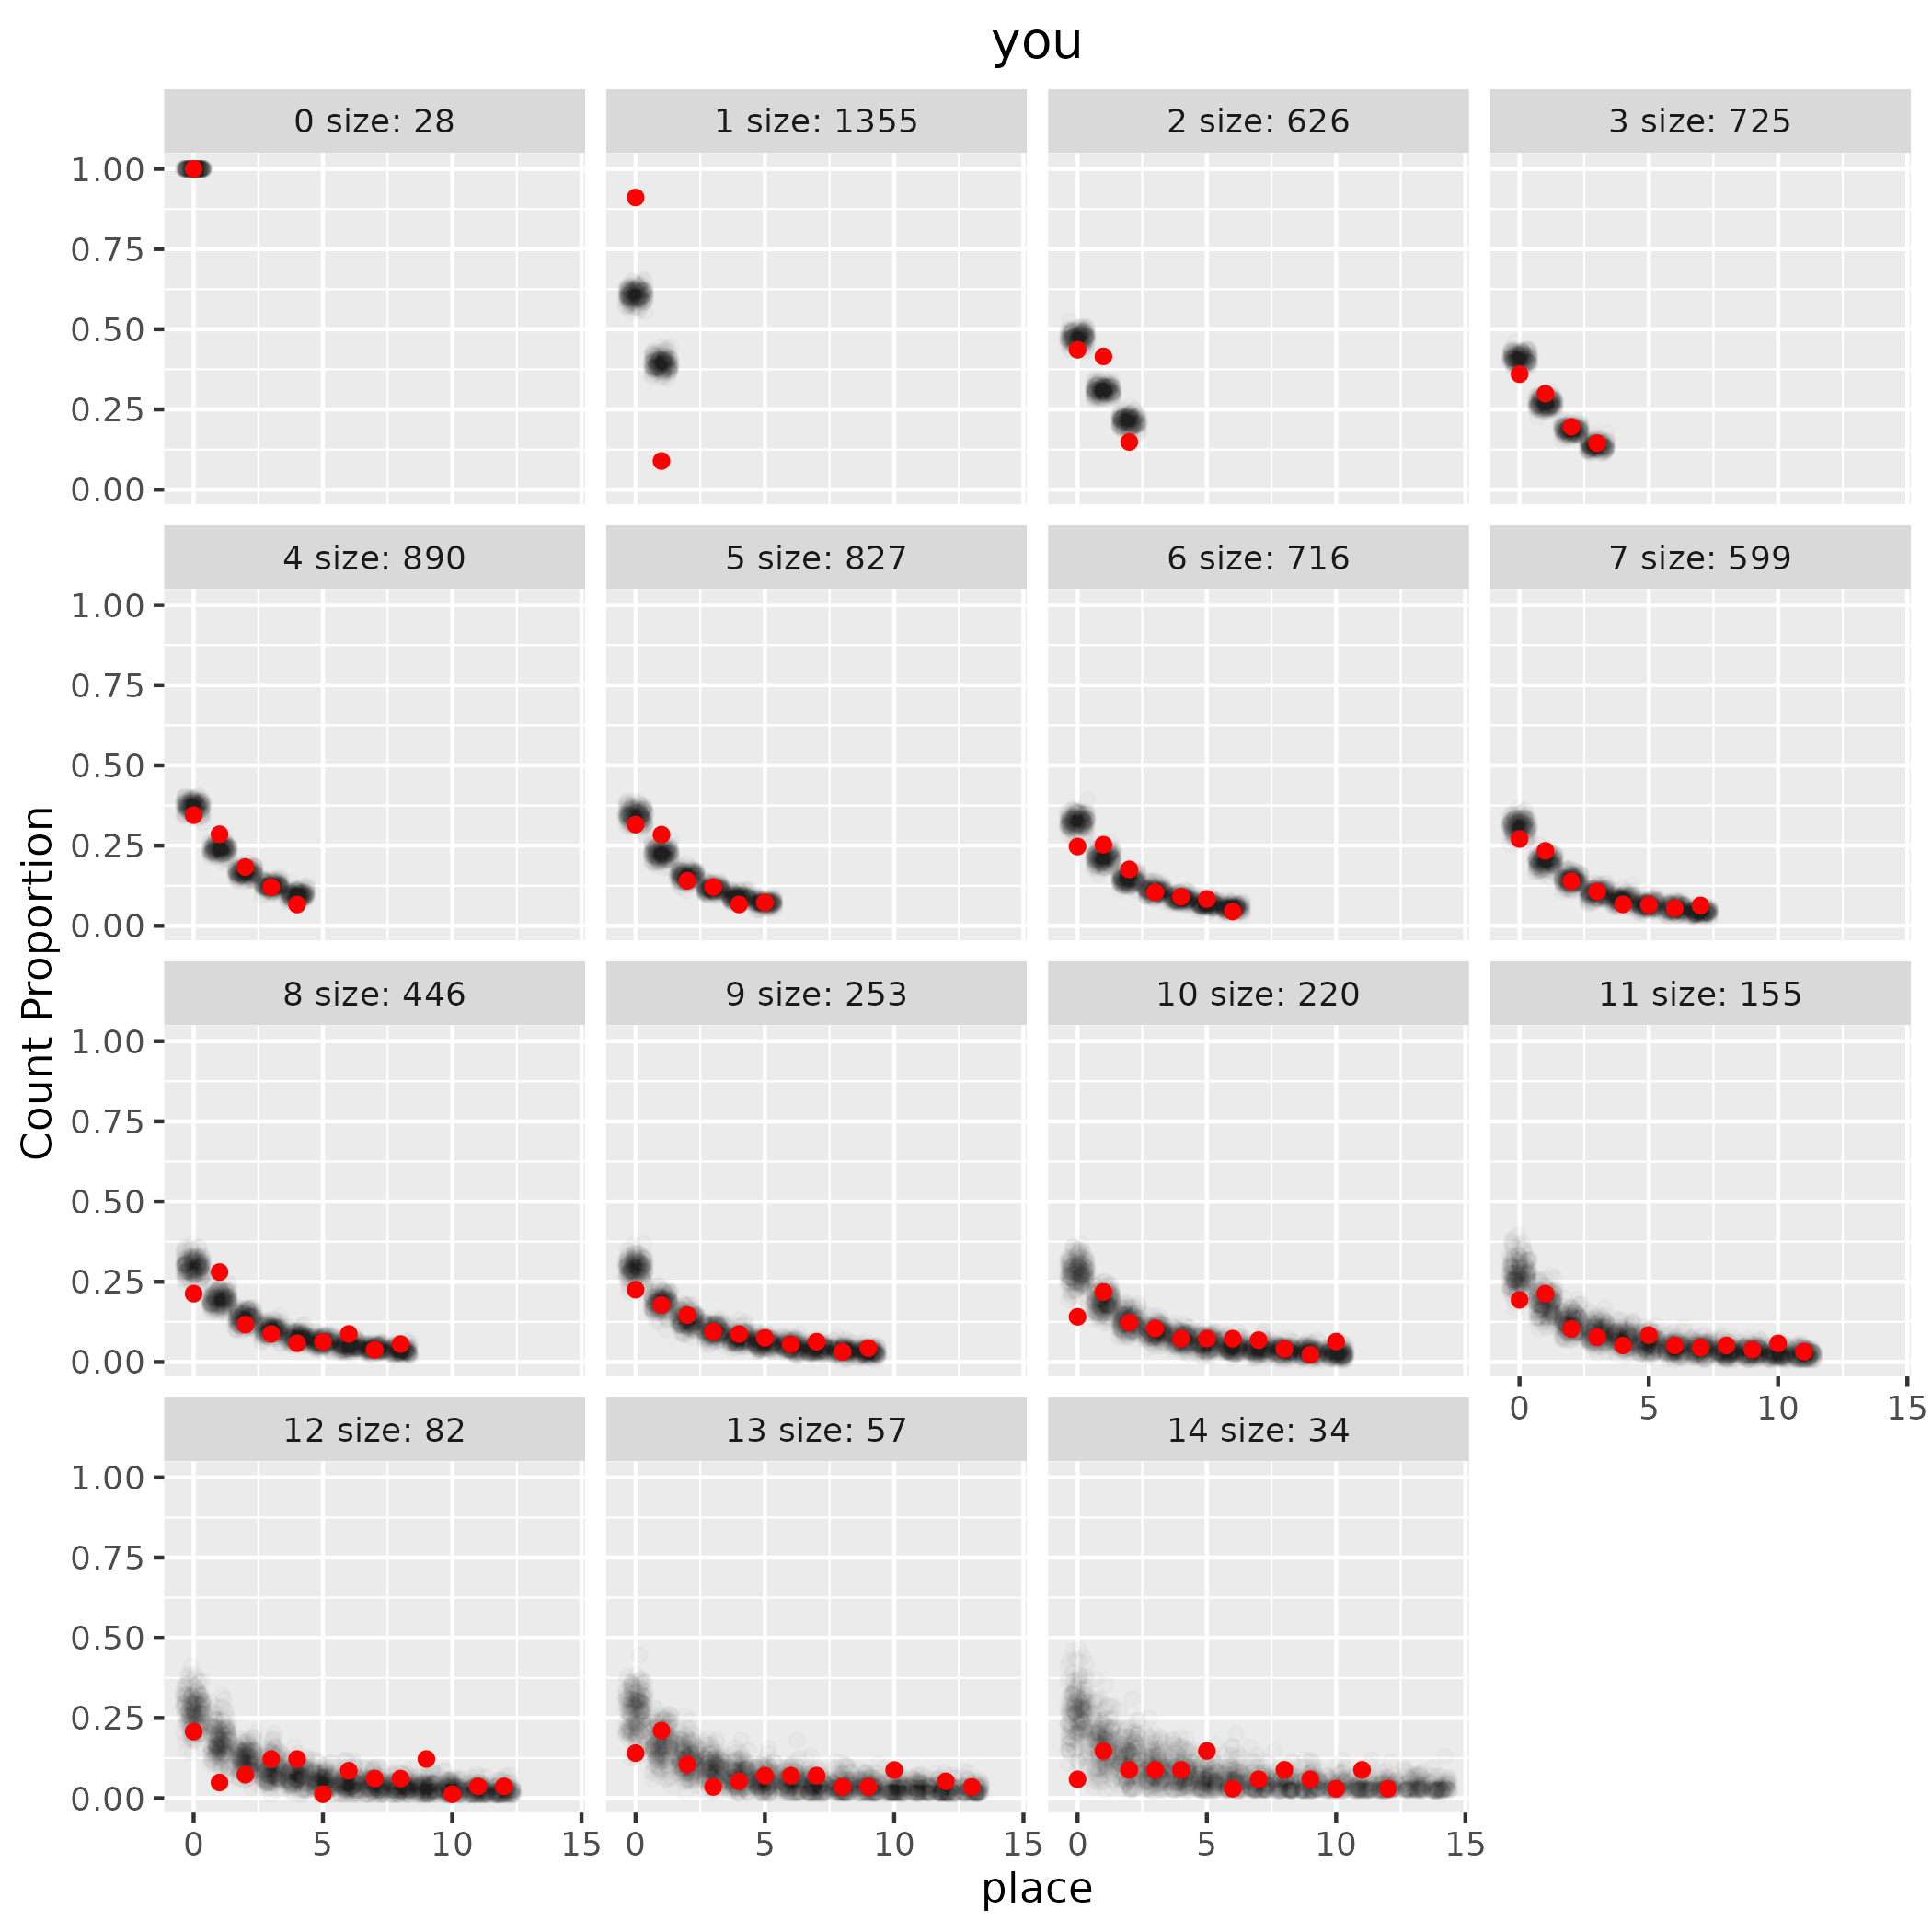 you
0 size: 28
1 size: 1355
2 size: 626
3 size: 725
1.00
0.75
0.50
0.25
0.00
4 size: 890
5 size: 827
6 size: 716
7 size: 599
1.00
0.75
0.50
0.25
0.00
Count Proportion
8 size: 446
9 size: 253
10 size: 220
11 size: 155
1.00
0.75
0.50
0.25
0.00
0 5 10 15
12 size: 82
13 size: 57
14 size: 34
1.00
0.75
0.50
0.25
0.00
0 5 10 15
0 5 10 15
0 5 10 15
place